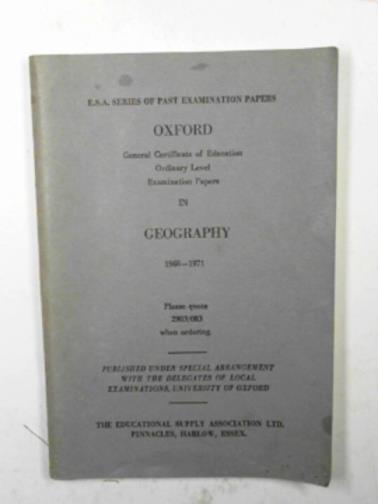 E.S.A. SERIES OF PAST EXAMINATION PAPERS
OXFORD
General Certificate of Education
Ordinary Level
Examination Papers
IN
GEOGRAPHY
Please quote
2903/083
when ordering.
PUBLISHED UNDER SPECIAL ARRANGEMENT
WITH THE DELEGATES OF LOCAL
EXAMINATIONS, UNIVERSITY OF OXFORD
THE EDUCATIONAL SUPPLY ASSOCIATION LTD.
PINNACLES, HARLOW, ESSEX.